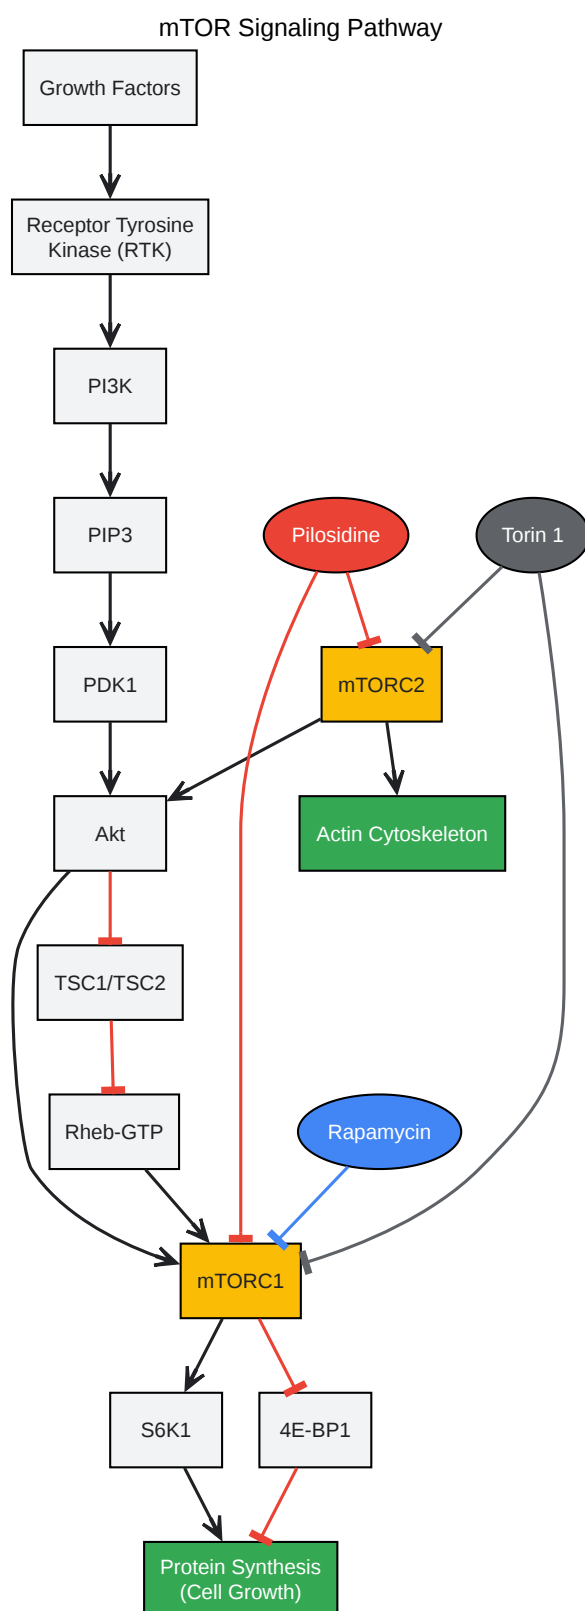 mTOR Signaling Pathway
Growth Factors
Receptor Tyrosine
Kinase (RTK)
PI3K
PIP3
Pilosidine
Torin 1
PDK1
mTORC2
Akt
Actin Cytoskeleton
TSC1/TSC2
Rheb-GTP
Rapamycin
mTORC1
S6K1
4E-BP1
Protein Synthesis
(Cell Growth)